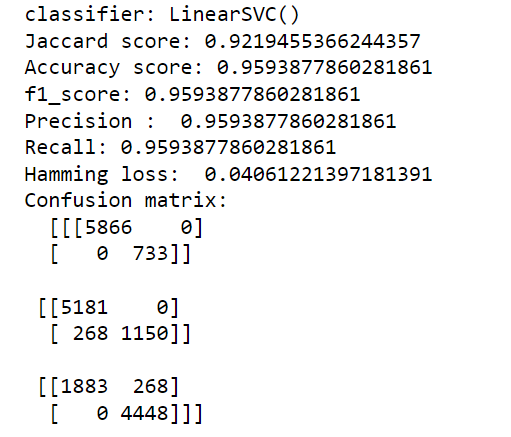 classifier: LinearSVC()
Jaccard score: 0.9219455366244357
Accuracy score: 0.9593877860281861
f1_score: 0.9593877860281861
Precision :  0.9593877860281861
Recall: 0.9593877860281861
Hamming loss:  0.04061221397181391
Confusion matrix:
  [[[5866    0]
  [   0  733]]

 [[5181    0]
  [ 268 1150]]

 [[1883  268]
  [   0 4448]]]